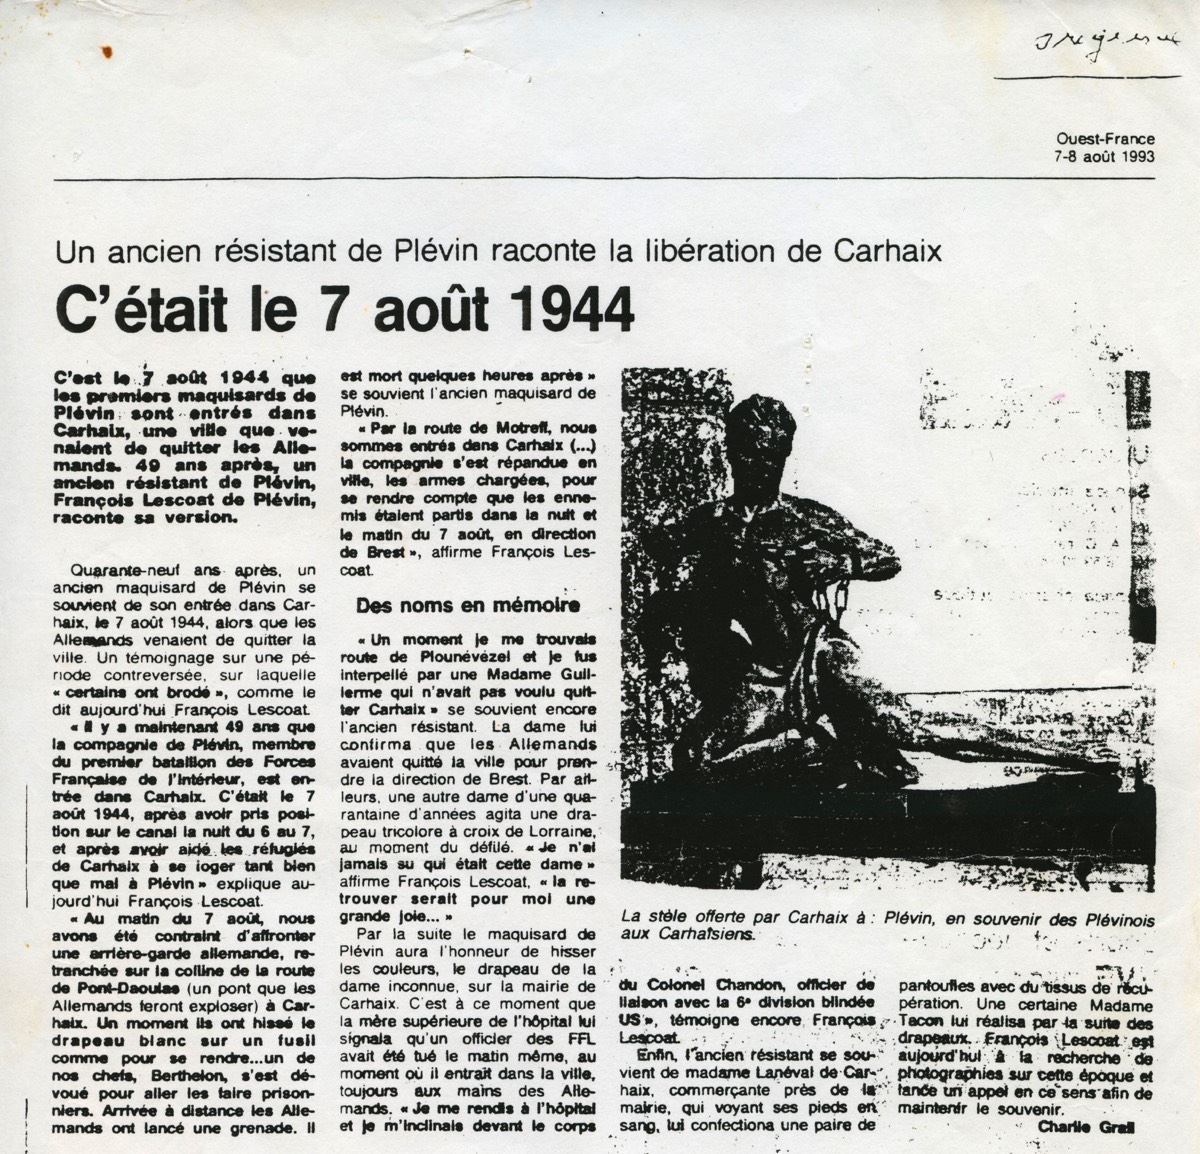 Ouest-France
7-8 août 1993
Un ancien résistant de Plévin raconte la libération de Carhaix
C'était le 7 août 1944
C'est le 7 août 1944 que
les premiers maquisards de
Plévin sont entrés dans
Carhaix, une ville que ve-
naient de quitter les Alle-
mands. 49 ans après, un
ancien résistant de Plévin,
François Lescoat de Plévin,
raconte sa version.
Quarante-neuf ans après, un
ancien maquisard de Plévin se
souvient de son entrée dans Car-
haix, le 7 août 1944, alors que les
Allemands venaient de quitter la
ville. Un témoignage sur une pé-
riode contreversée, sur laquelle
« certains ont brodé », comme le
dit aujourd'hui François Lescoat.
« Il y a maintenant 49 ans que
la compagnie de Plévin, membre
du premier bataillon des Forces
Française de l'Intérieur, est en-
trée dans Carhaix. C'était le 7
août 1944, après avoir pris posi-
tion sur le canal la nuit du 6 au 7,
et après avoir aidé les réfugiés
de Carhaix à se loger tant bien
que mal à Plévin » explique au-
jourd'hui François Lescoat.
« Au matin du 7 août, nous
avons été contraint d'affronter
une arrière-garde allemande, re-
tranchée sur la colline de la route
de Pont-Daoulas (un pont que les
Allemands feront exploser) à Car-
haix. Un moment ils ont hissé le
drapeau blanc sur un fusil
comme pour se rendre...un de
nos chefs, Berthelon, s'est dé-
voué pour aller les faire prison-
niers. Arrivée à distance les Alle-
mands ont lancé une grenade. Il
est mort quelques heures après »
se souvient l'ancien maquisard de
Plévin.
« Par la route de Motreff, nous
sommes entrés dans Carhaix (...)
la compagnie s'est répandue en
ville, les armes chargées, pour
se rendre compte que les enne-
mis étaient partis dans la nuit et
le matin du 7 août, en direction
de Brest », affirme François Les-
coat.
Des noms en mémoire
« Un moment je me trouvais
route de Plounévézel et je fus
interpellé par une Madame Guil-
lerme qui n'avait pas voulu quit-
ter Carhaix » se souvient encore
l'ancien résistant. La dame lui
confirma que les Allemands
avaient quitté la ville pour pren-
dre la direction de Brest. Par ail-
leurs, une autre dame d'une qua-
rantaine d'années agita une dra-
peau tricolore à croix de Lorraine,
au moment du défilé. « Je n'ai
jamais su qui était cette dame »
affirme François Lescoat, « la re-
trouver serait pour moi une
grande joie... »
Par la suite le maquisard de
Plévin aura l'honneur de hisser
les couleurs, le drapeau de la
dame inconnue, sur la mairie de
Carhaix. C'est à ce moment que
la mère supérieure de l'hôpital lui
signala qu'un officier des FFL
avait été tué le matin même, au
moment où il entrait dans la ville,
toujours aux mains des Alle-
mands. « Je me rendis à l'hôpital
et je m'inclinais devant le corps
La stèle offerte par Carhaix à : Plévin, en souvenir des Plévinois
aux Carhaisiens.
du Colonel Chandon, officier de
liaison avec la 6e division blindée
US », témoigne encore François
Lescoat.
Enfin, l'ancien résistant se sou-
vient de madame Lanéval de Car-
haix, commerçante près de la
mairie, qui voyant ses pieds en
sang, lui confectiona une paire de
pantoufles avec du tissus de récu-
pération. Une certaine Madame
Tacon lui réalisa par la suite des
drapeaux. François Lescoat est
aujourd'hui à la recherche de
photographies sur cette époque et
lance un appel en ce sens afin de
maintenir le souvenir.
Charlie Grall